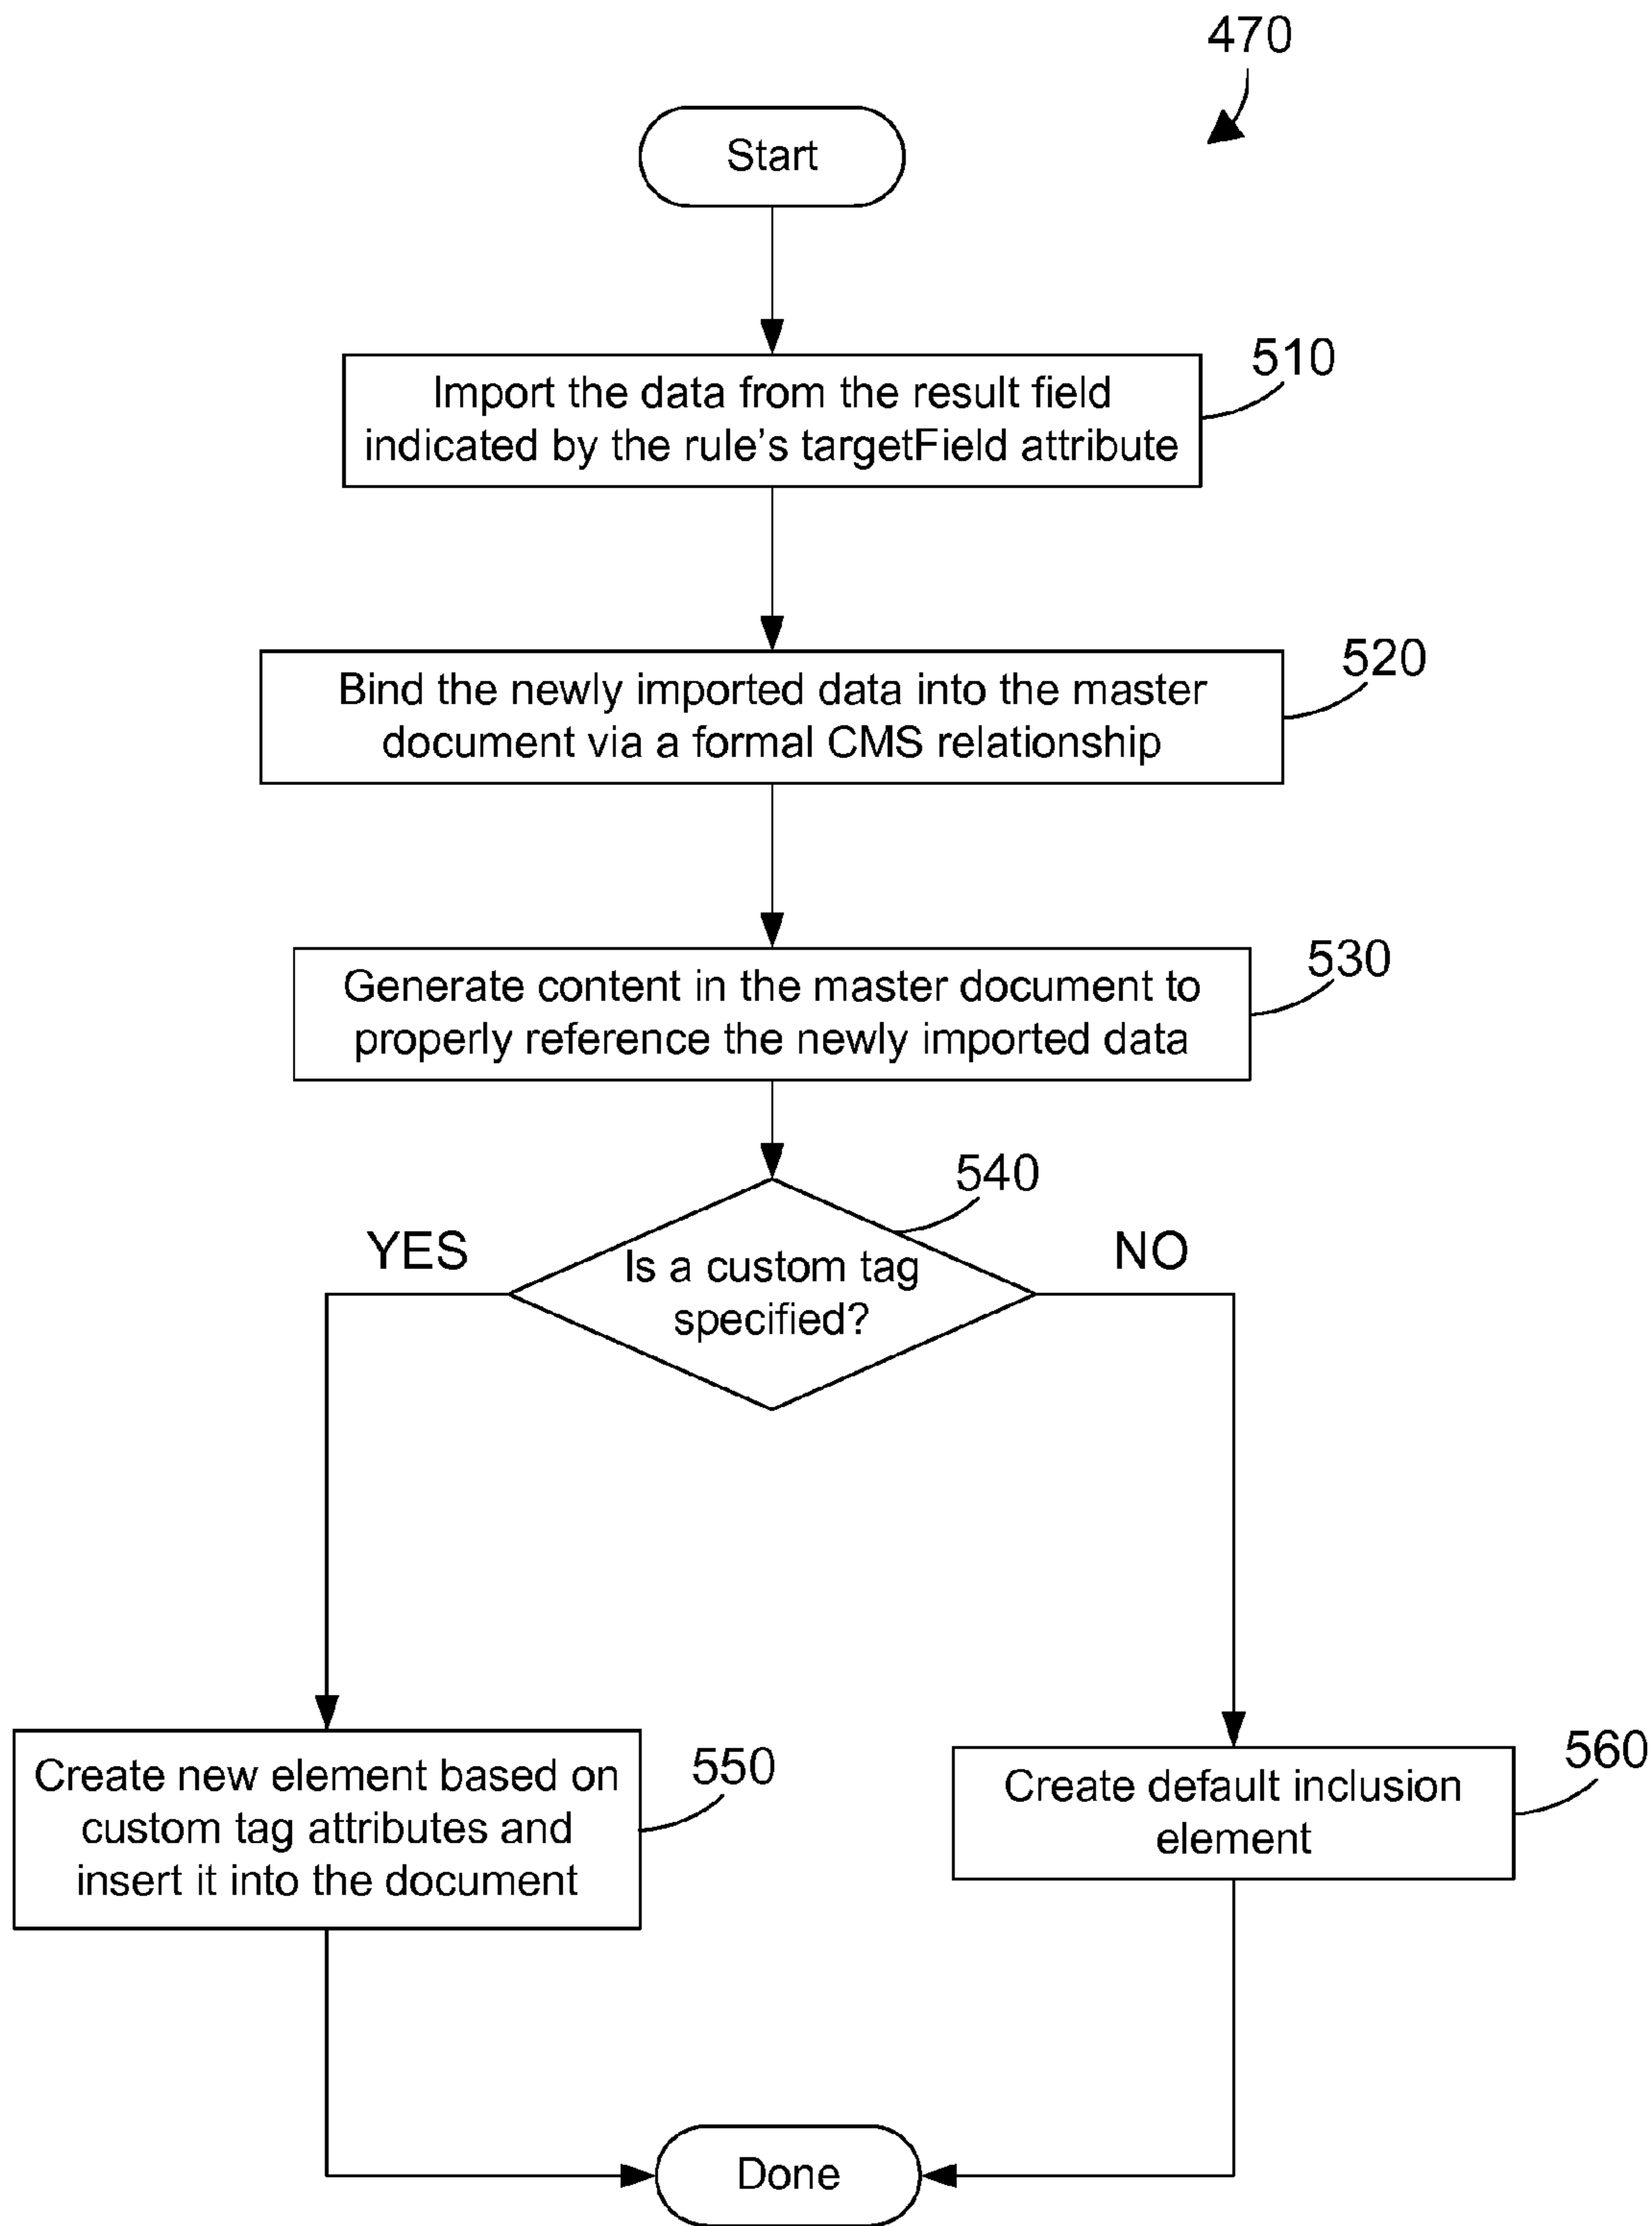 470
Start
Import the data from the result field
indicated by the rule's targetField attribute
510
Bind the newly imported data into the master
document via a formal CMS relationship
520
Generate content in the master document to
properly reference the newly imported data
530
540
YES
Is a custom tag
specified?
NO
Create new element based on
custom tag attributes and
insert it into the document
550
Create default inclusion
element
560
Done